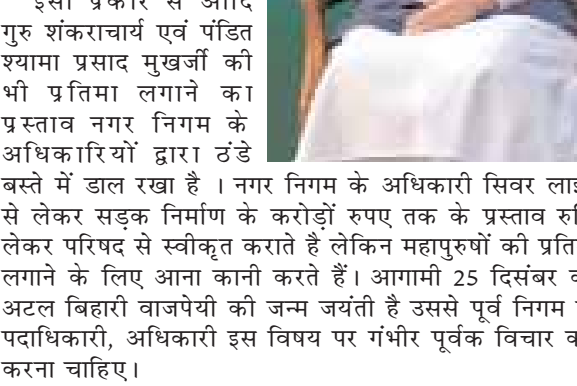 इसी प्रकार से आदि
गुरु शंकराचार्य एवं पंडित
श्यामा प्रसाद मुखर्जी की
भी प्रतिमा लगाने का
प्रस्ताव नगर निगम के
अधिकारियों द्वारा ठंडे
बस्ते में डाल रखा है । नगर निगम के अधिकारी सिवर
से लेकर सड़क निर्माण के करोड़ों रुपए तक के प्रस्ताव
लेकर परिषद से स्वीकृत कराते है लेकिन महापुरुषों की
लगाने के लिए आना कानी करते हैं। आगामी 25 दिसंबर
अटल बिहारी वाजपेयी की जन्म जयंती है उससे पूर्व निगम
पदाधिकारी, अधिकारी इस विषय पर गंभीर पूर्वक विचार
करना चाहिए।